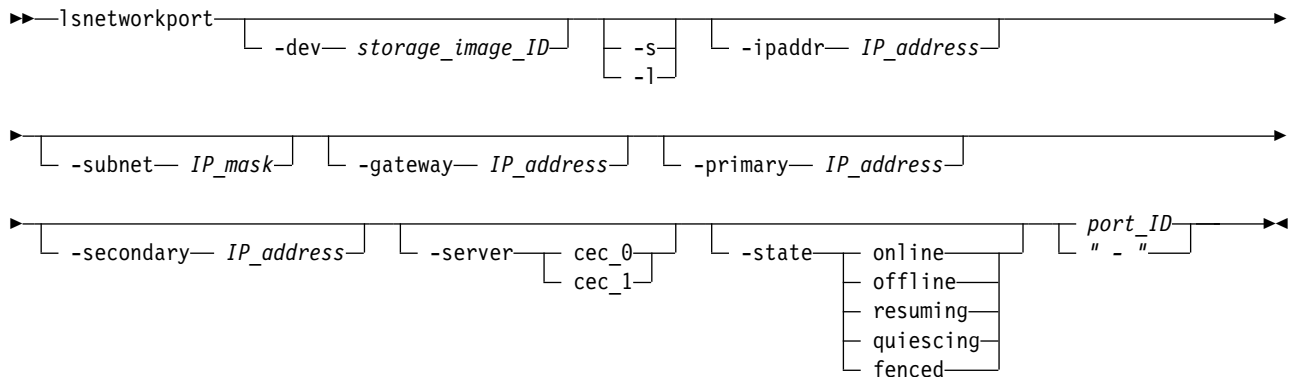 lsnetworkport -dev storage_image_ID -s -l -ipaddr IP_address
-subnet IP_mask -gateway IP_address -primary IP_address
-secondary IP_address -server cec_0 cec_1 -state online offline resuming quiescing fenced port_ID " - "